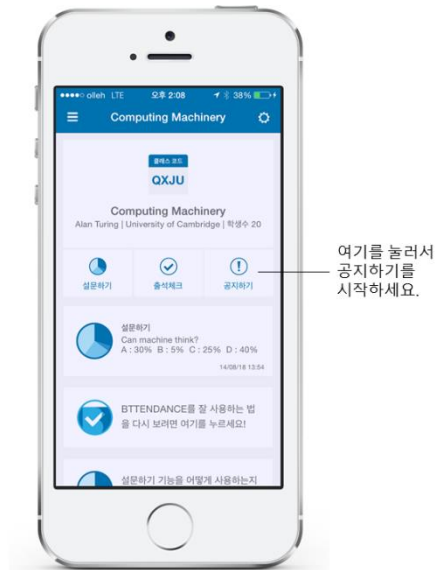 olleh LTE 오후 2:08 38%
Computing Machinery
클래스 코드
QXJU
Computing Machinery
Alan Turing | University of Cambridge | 학생수 20
설문하기 출석체크 공지하기
여기를 눌러서
공지하기를
시작하세요.
설문하기
Can machine think?
A : 30% B : 5% C : 25% D : 40%
14/08/18 13:54
BTTENDANCE를 잘 사용하는 법
을 다시 보려면 여기를 누르세요!
설문하기 기능을 어떻게 사용하는지